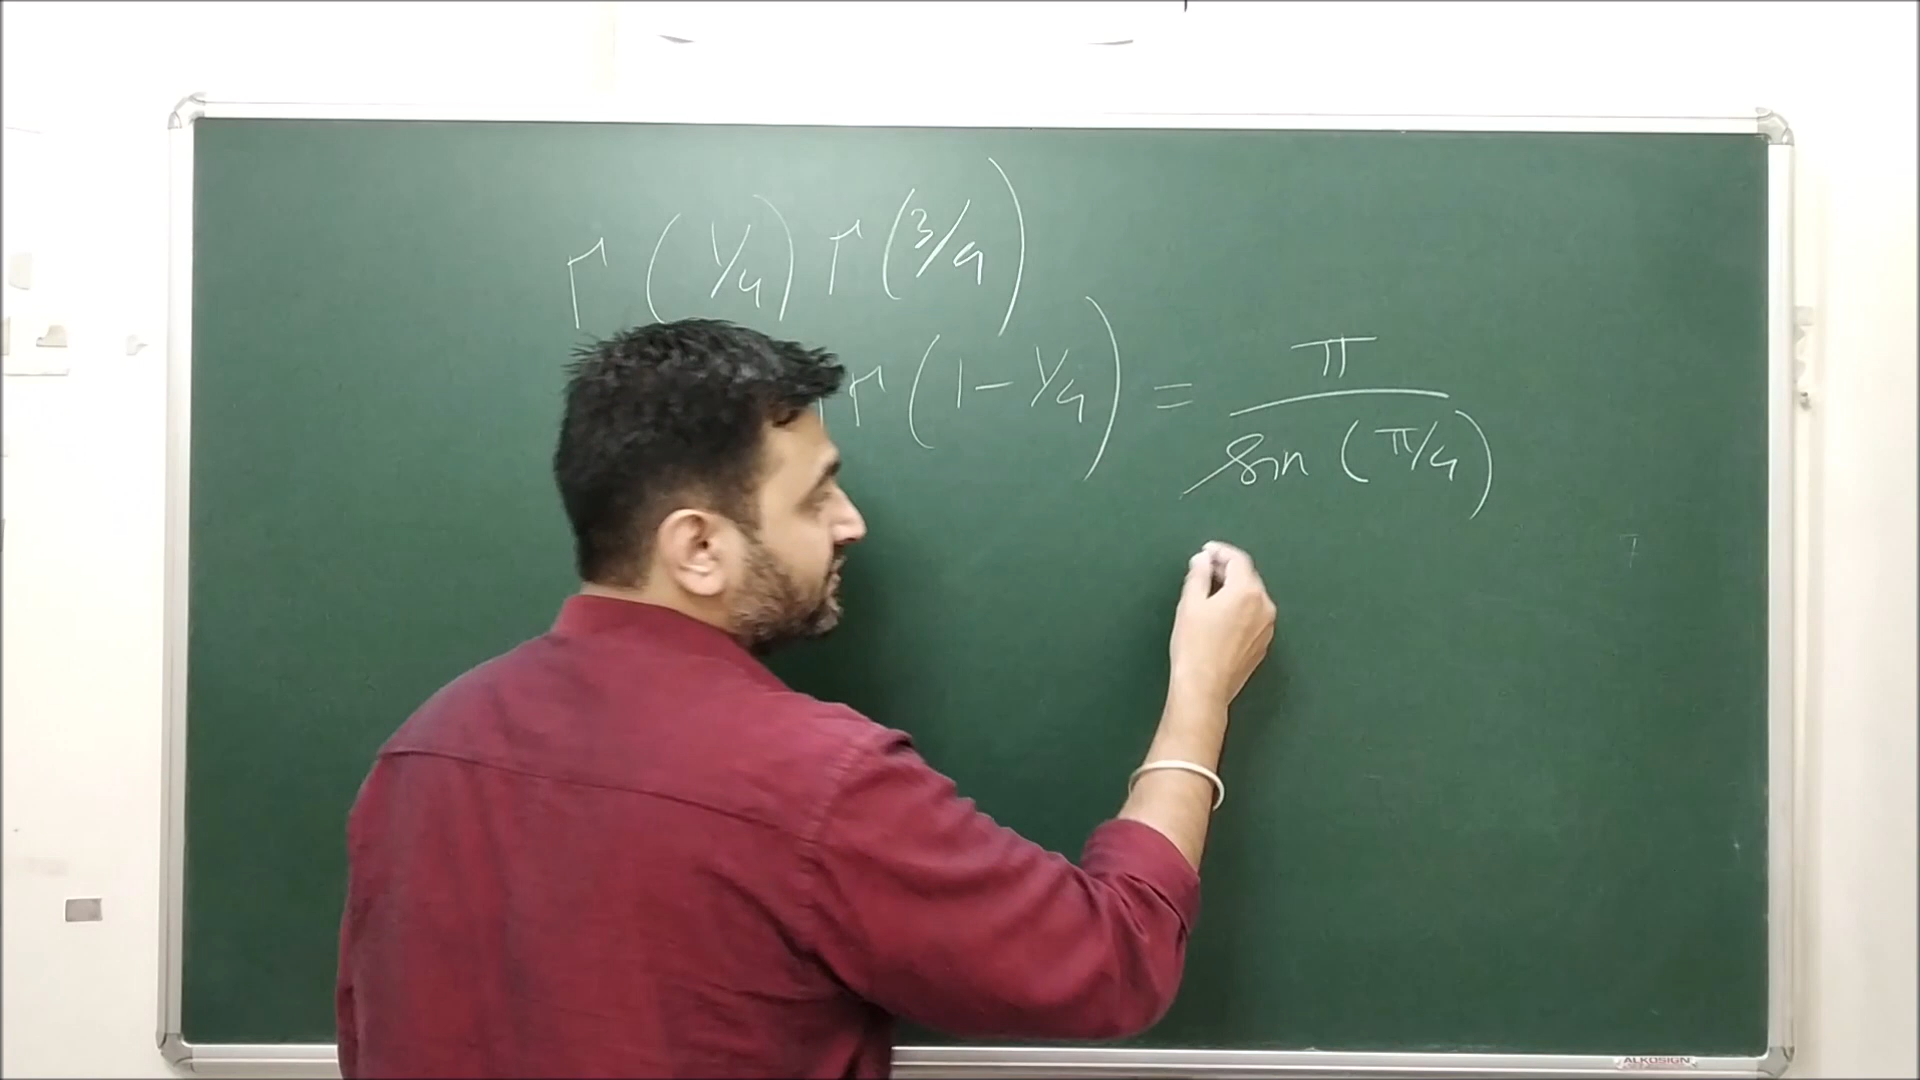 Γ(1/4) Γ(3/4)
Γ(1-1/4) = π/sin(π/4)
ALKOSIGN